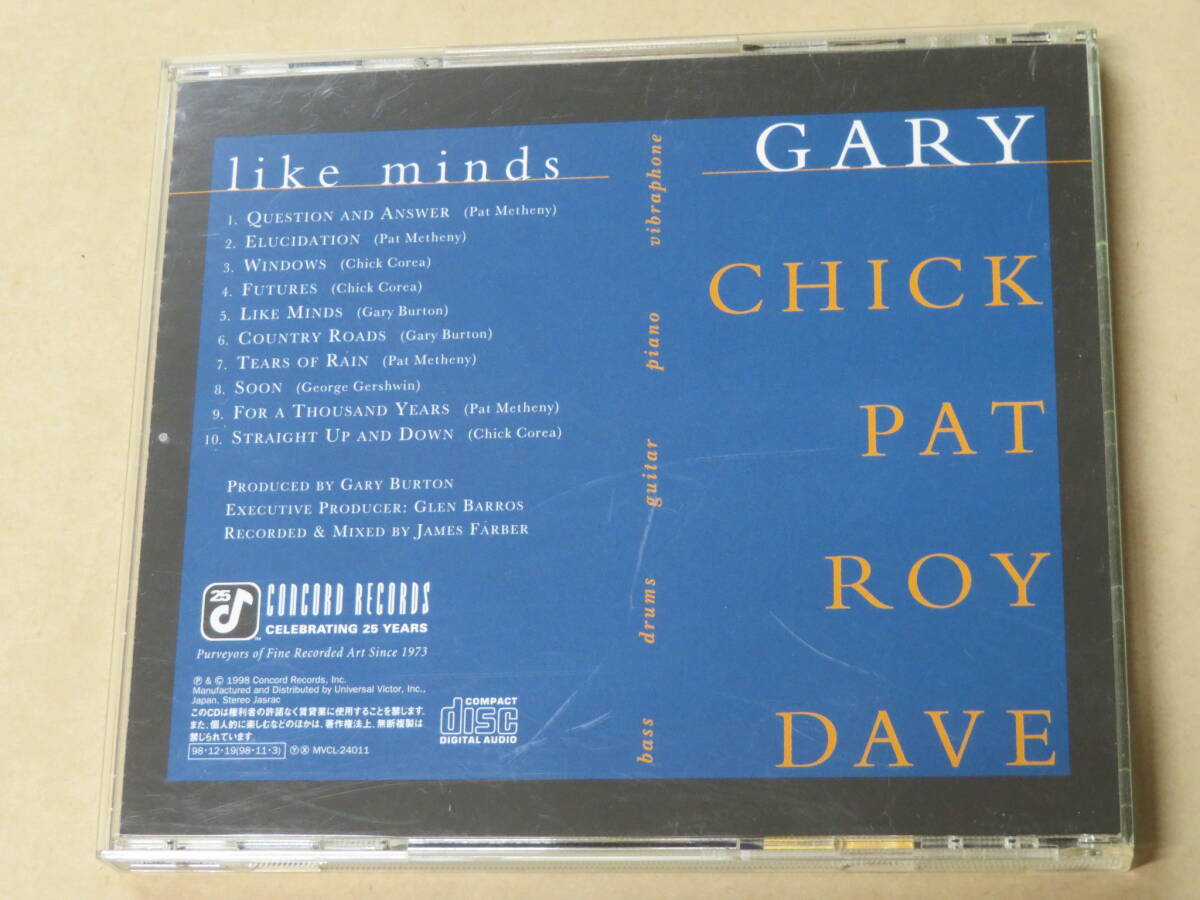 like minds
1. QUESTION AND ANSWER (Pat Metheny)
2. ELUCIDATION (Pat Metheny)
3. WINDOWS (Chick Corea)
4. FUTURES (Chick Corea)
5. LIKE MINDS (Gary Burton)
6. COUNTRY ROADS (Gary Burton)
7. TEARS OF RAIN (Pat Metheny)
8. SOON (George Gershwin)
9. FOR A THOUSAND YEARS (Pat Metheny)
10. STRAIGHT UP AND DOWN (Chick Corea)
PRODUCED BY GARY BURTON
EXECUTIVE PRODUCER: GLEN BARROS
RECORDED & MIXED BY JAMES FARBER
25 CONCORD RECORDS
TM
CELEBRATING 25 YEARS
Purveyors of Fine Recorded Art Since 1973
℗ & © 1998 Concord Records, Inc.
Manufactured and Distributed by Universal Victor, Inc.,
Japan. Stereo Jasrac
このCDは権利者の許諾なく賃貸業に使用することを禁じます。
また、個人的に楽しむなどのほかは、著作権法上、無断複製は
禁じられています。
98・12・19(98・11・3) Ⓨ Ⓧ MVCL-24011
COMPACT
disc
DIGITAL AUDIO
vibraphone
piano
guitar
drums
bass
GARY
CHICK
PAT
ROY
DAVE